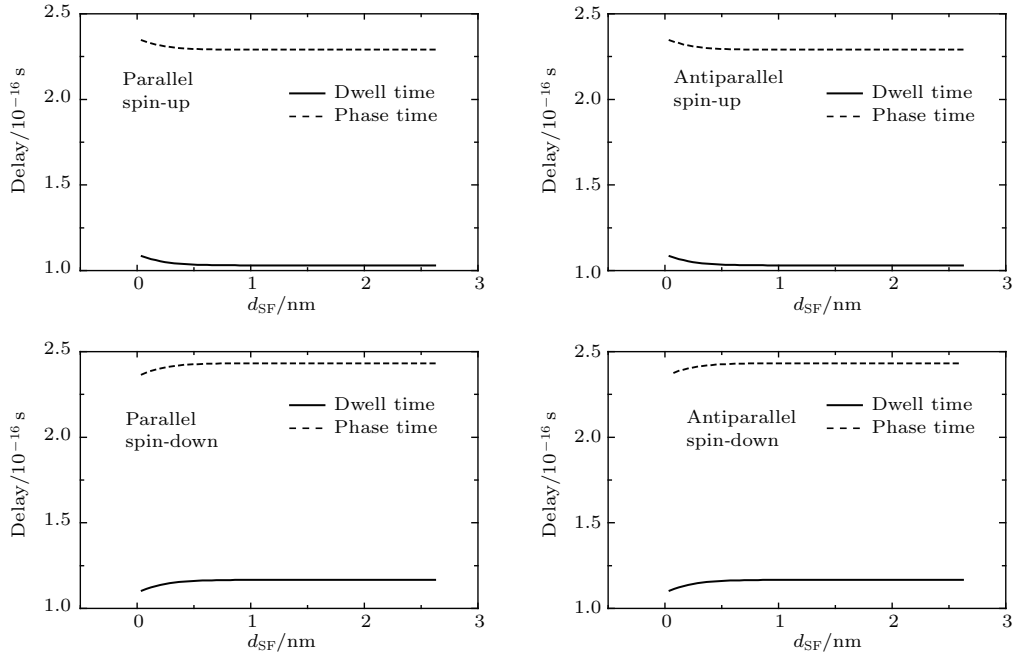 2.5
2.0
1.5
1.0
Delay/10⁻¹⁶ s
Parallel
spin-up
Dwell time
Phase time
0 1 2 3
d_SF/nm
2.5
2.0
1.5
1.0
Delay/10⁻¹⁶ s
Antiparallel
spin-up
Dwell time
Phase time
0 1 2 3
d_SF/nm
2.5
2.0
1.5
1.0
Delay/10⁻¹⁶ s
Parallel
spin-down
Dwell time
Phase time
0 1 2 3
d_SF/nm
2.5
2.0
1.5
1.0
Delay/10⁻¹⁶ s
Antiparallel
spin-down
Dwell time
Phase time
0 1 2 3
d_SF/nm